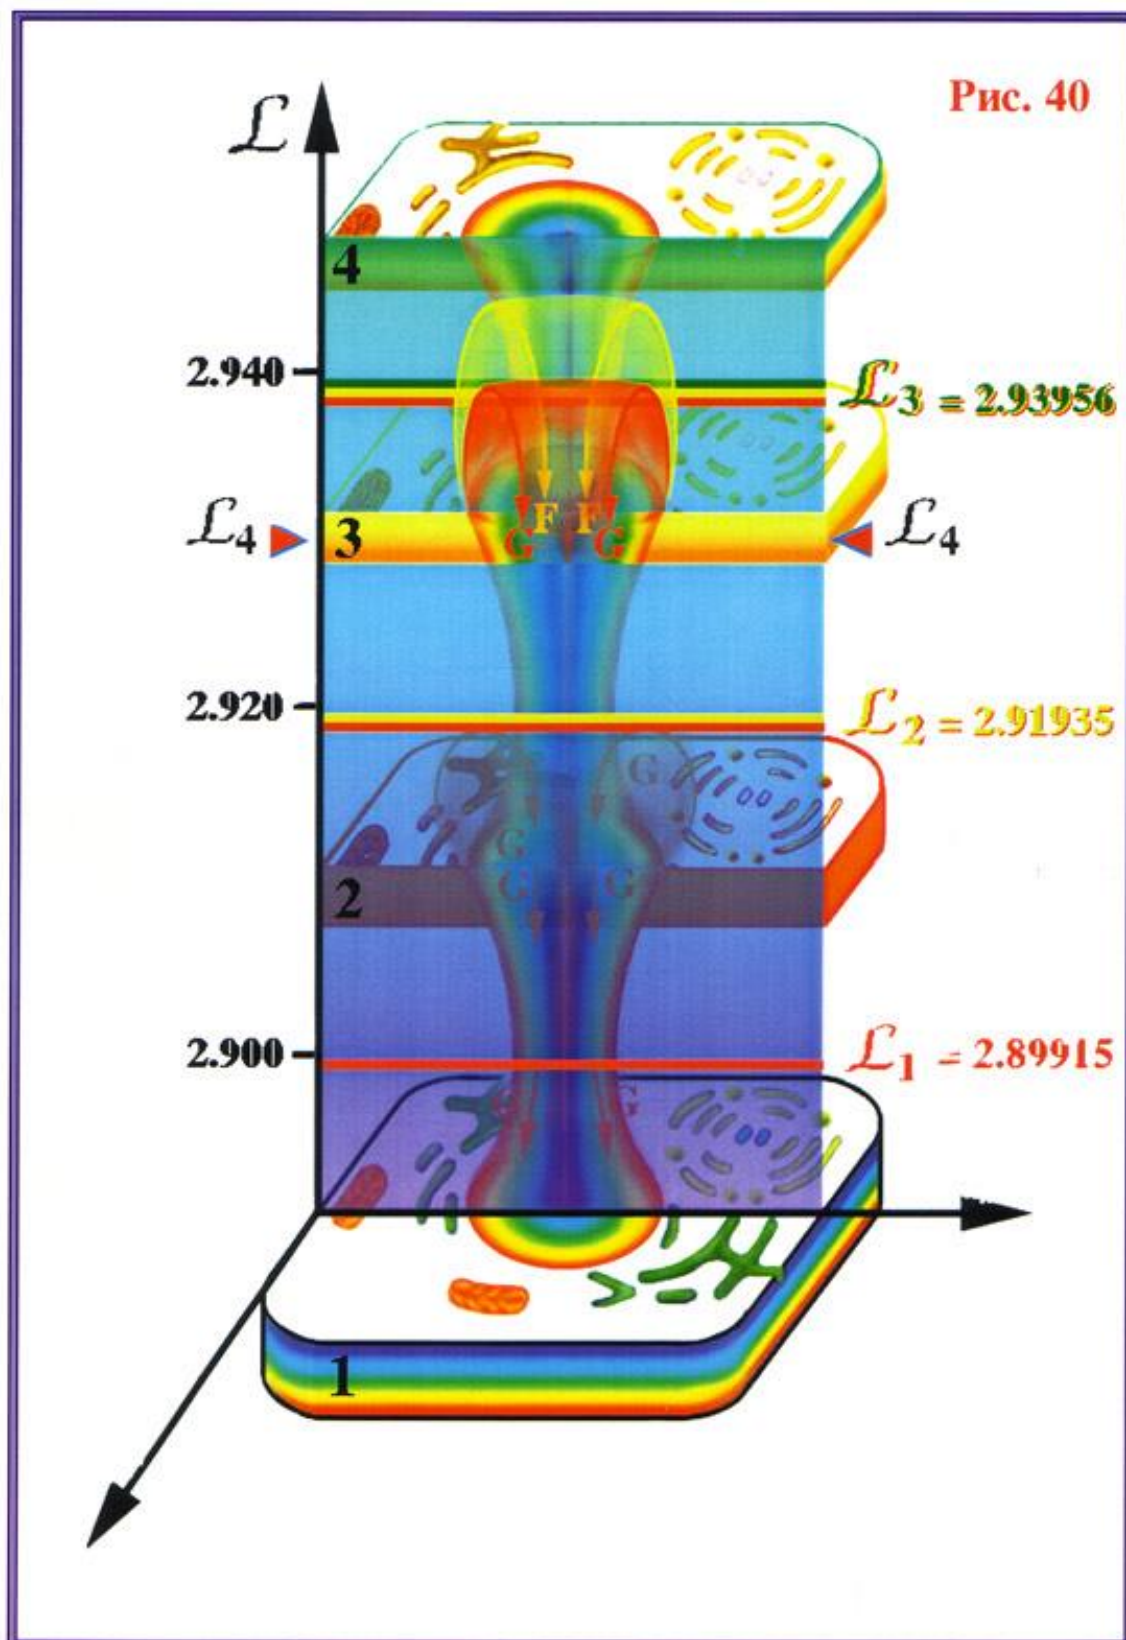 Рис. 40
ℒ
4
2.940
ℒ₃ = 2.93956
ℒ₄ 3 F F ℒ₄
G G
2.920
ℒ₂ = 2.91935
G
G
G G
2
2.900
ℒ₁ = 2.89915
G G
1